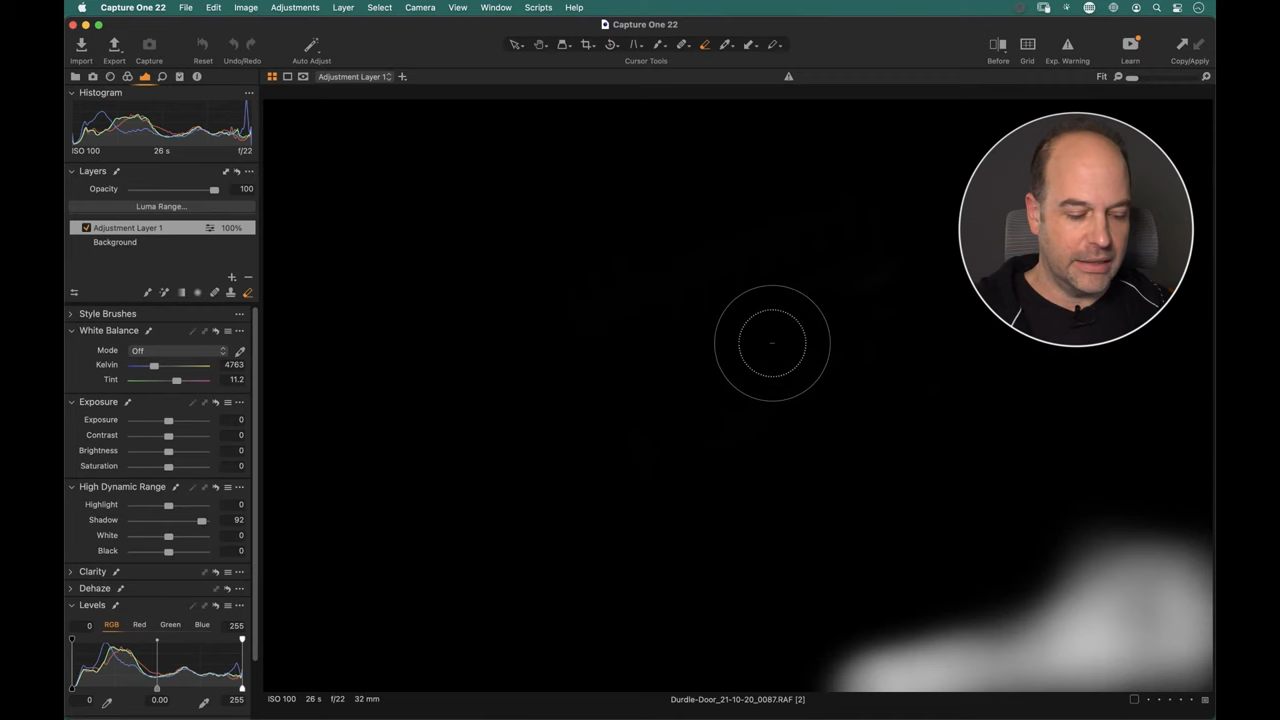 Capture One 22 File Edit Image Adjustments Layer Select Camera View Window Scripts Help
Capture One 22
Import Export Capture Reset Undo/Redo Auto Adjust Cursor Tools Before Grid Exp. Warning Learn Copy/Apply
Adjustment Layer 1 Fit
Histogram
ISO 100 26 s f/22
Layers
Opacity 100
Luma Range...
Adjustment Layer 1 100%
Background
Style Brushes
White Balance
Mode Off
Kelvin 4763
Tint 11.2
Exposure
Exposure 0
Contrast 0
Brightness 0
Saturation 0
High Dynamic Range
Highlight 0
Shadow 92
White 0
Black 0
Clarity
Dehaze
Levels
0 RGB Red Green Blue 255
0 0.00 255
ISO 100 26 s f/22 32 mm Durdle-Door_21-10-20_0087.RAF [2]